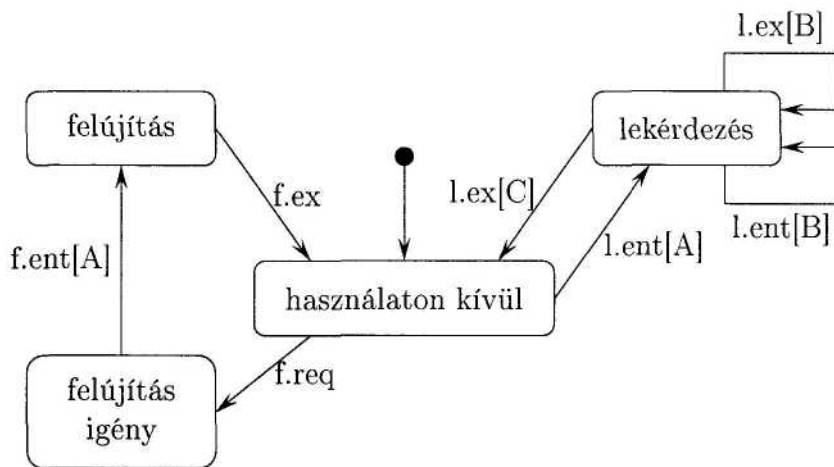 l.ex[B]
felújítás
lekérdezés
f.ex
l.ex[C]
l.ent[B]
f.ent[A]
l.ent[A]
használaton kívül
f.req
felújítás
igény